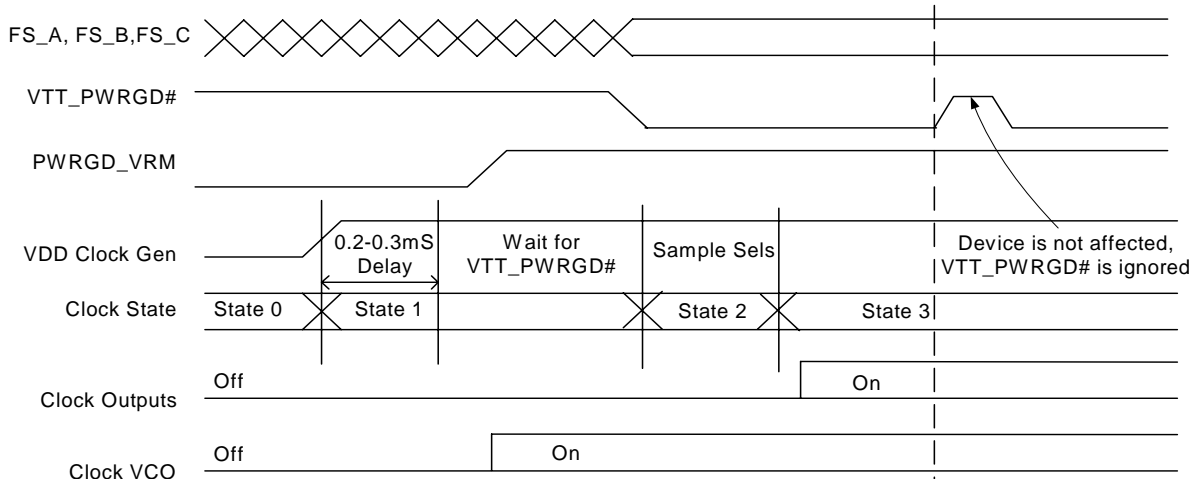 FS_A, FS_B,FS_C
VTT_PWRGD#
PWRGD_VRM
VDD Clock Gen
0.2-0.3mS
Delay
Wait for
VTT_PWRGD#
Sample Sels
Device is not affected,
VTT_PWRGD# is ignored
Clock State
State 0
State 1
State 2
State 3
Clock Outputs
Off
On
Clock VCO
Off
On